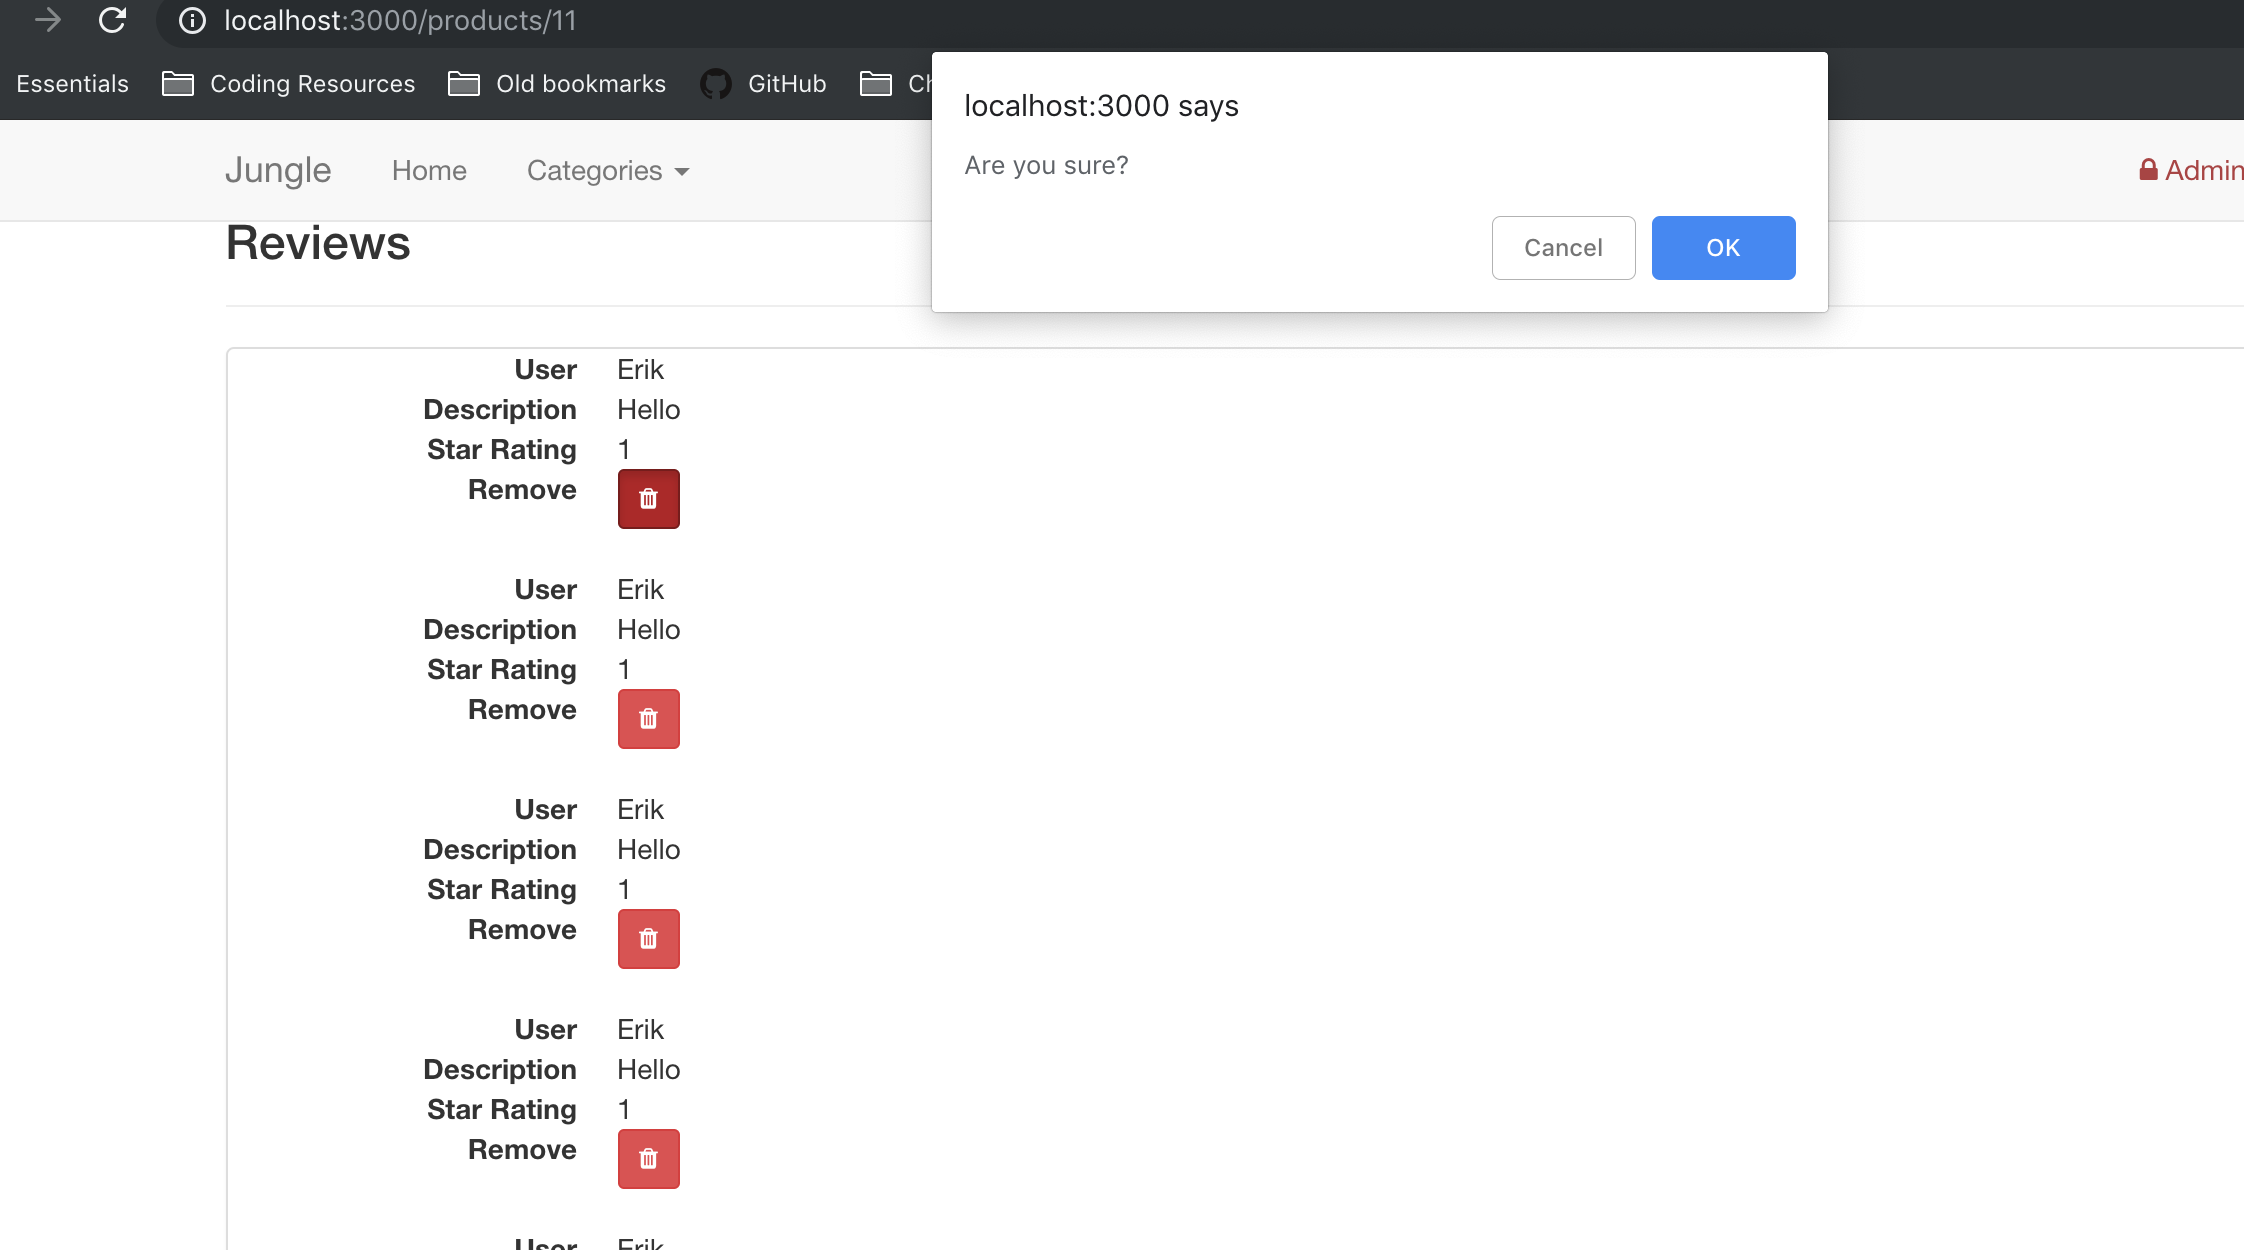 localhost:3000/products/11
Essentials Coding Resources Old bookmarks GitHub
localhost:3000 says
Are you sure?
Cancel OK
Jungle Home Categories Admin
Reviews
User Erik
Description Hello
Star Rating 1
Remove
User Erik
Description Hello
Star Rating 1
Remove
User Erik
Description Hello
Star Rating 1
Remove
User Erik
Description Hello
Star Rating 1
Remove
User Erik